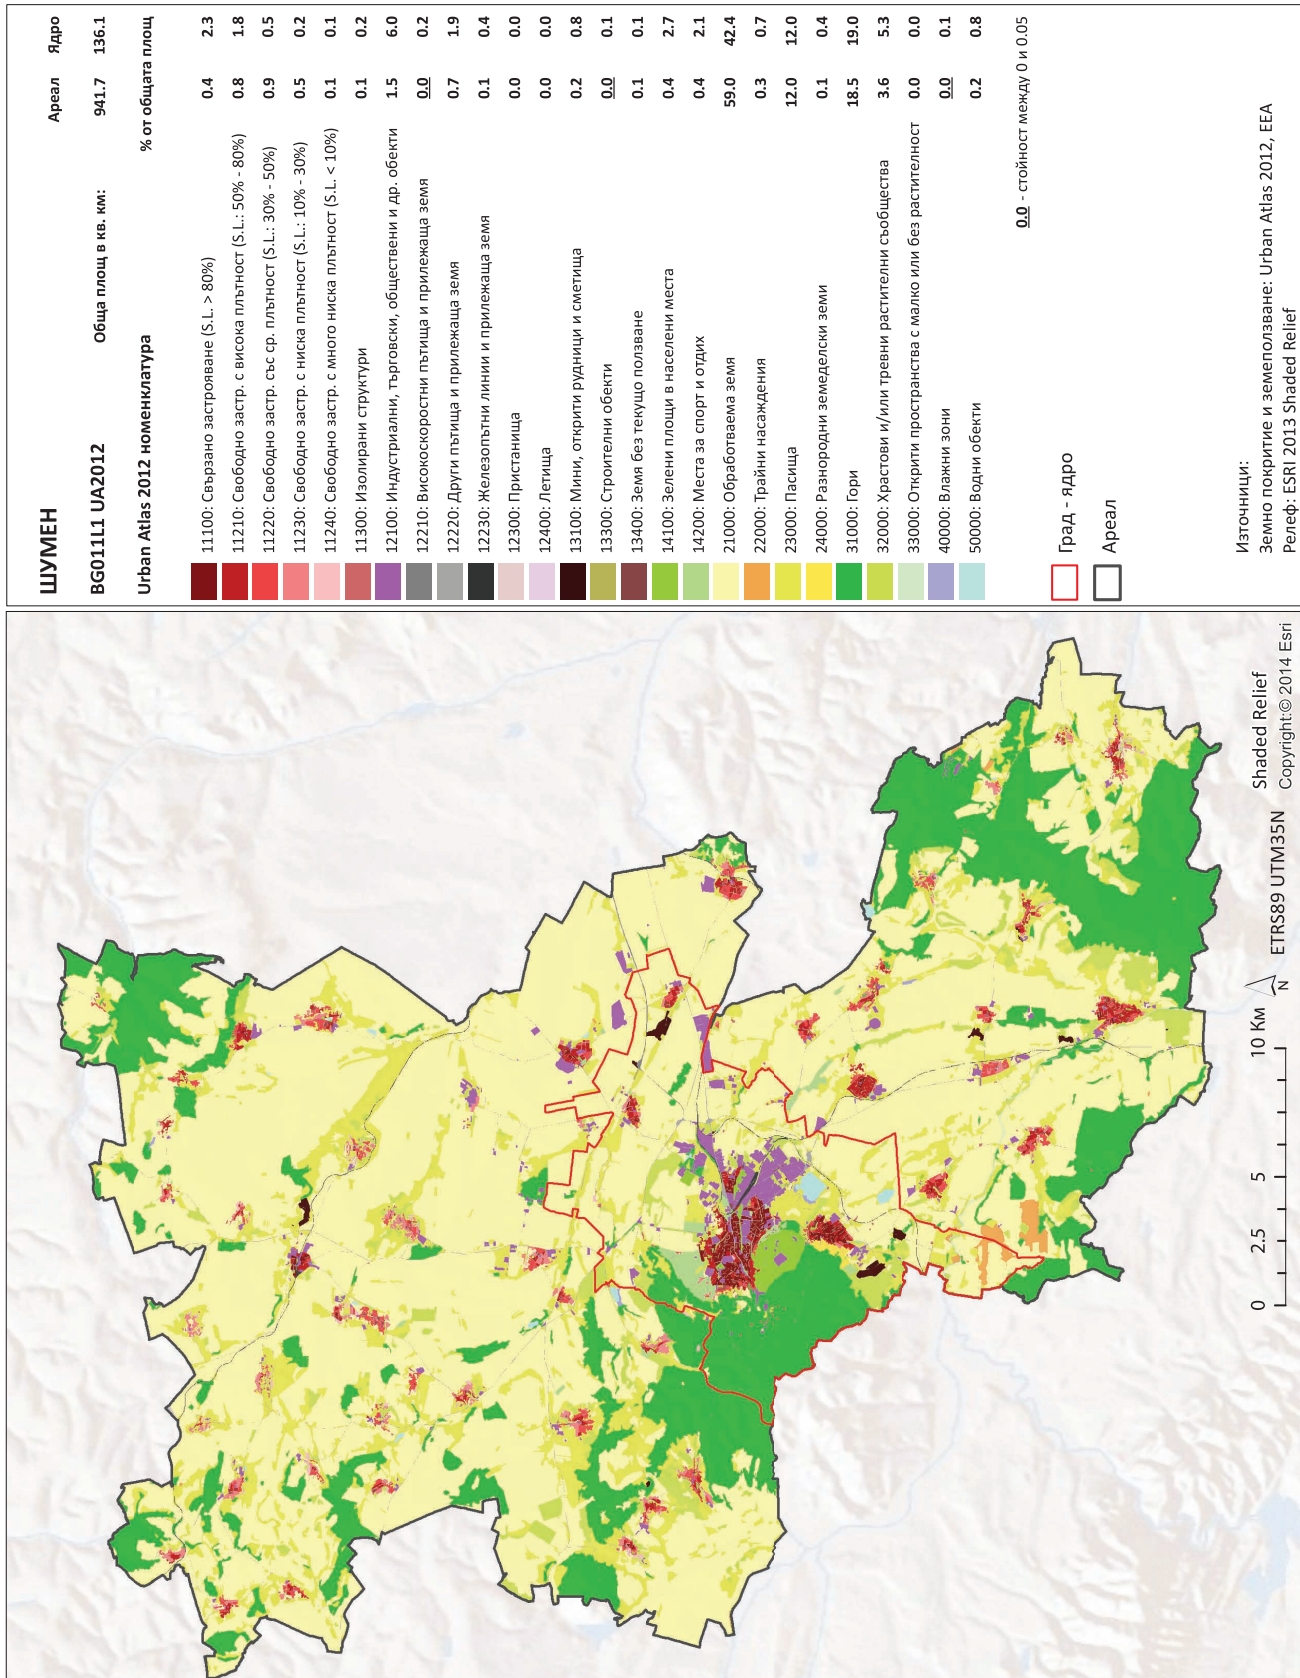 ШУМЕН
Ареал Ядро
BG011L1 UA2012 Обща площ в кв. км: 941.7 136.1
Urban Atlas 2012 номенклатура % от общата площ
11100: Свързано застрояване (S.L. > 80%) 0.4 2.3
11210: Свободно застр. с висока плътност (S.L.: 50% - 80%) 0.8 1.8
11220: Свободно застр. със ср. плътност (S.L.: 30% - 50%) 0.9 0.5
11230: Свободно застр. с ниска плътност (S.L.: 10% - 30%) 0.5 0.2
11240: Свободно застр. с много ниска плътност (S.L. < 10%) 0.1 0.1
11300: Изолирани структури 0.1 0.2
12100: Индустриални, търговски, обществени и др. обекти 1.5 6.0
12210: Високоскоростни пътища и прилежаща земя 0.0 0.2
12220: Други пътища и прилежаща земя 0.7 1.9
12230: Железопътни линии и прилежаща земя 0.1 0.4
12300: Пристанища 0.0 0.0
12400: Летища 0.0 0.0
13100: Мини, открити рудници и сметища 0.2 0.8
13300: Строителни обекти 0.0 0.1
13400: Земя без текущо ползване 0.1 0.1
14100: Зелени площи в населени места 0.4 2.7
14200: Места за спорт и отдих 0.4 2.1
21000: Обработваема земя 59.0 42.4
22000: Трайни насаждения 0.3 0.7
23000: Пасища 12.0 12.0
24000: Разнородни земеделски земи 0.1 0.4
31000: Гори 18.5 19.0
32000: Храстови и/или тревни растителни съобщества 3.6 5.3
33000: Открити пространства с малко или без растителност 0.0 0.0
40000: Влажни зони 0.0 0.1
50000: Водни обекти 0.2 0.8
0.0 - стойност между 0 и 0.05
Град - ядро
Ареал
Източници:
Земно покритие и земеползване: Urban Atlas 2012, EEA
Релеф: ESRI 2013 Shaded Relief
0 2.5 5 10 Км
N
ETRS89 UTM35N
Shaded Relief
Copyright:© 2014 Esri